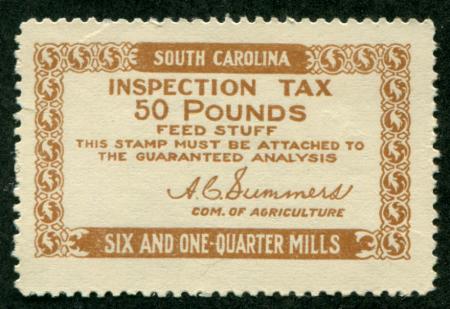 SOUTH CAROLINA
INSPECTION TAX
50 POUNDS
FEED STUFF
THIS STAMP MUST BE ATTACHED TO
THE GUARANTEED ANALYSIS
A.C. Summers
COM. OF AGRICULTURE
SIX AND ONE-QUARTER MILLS